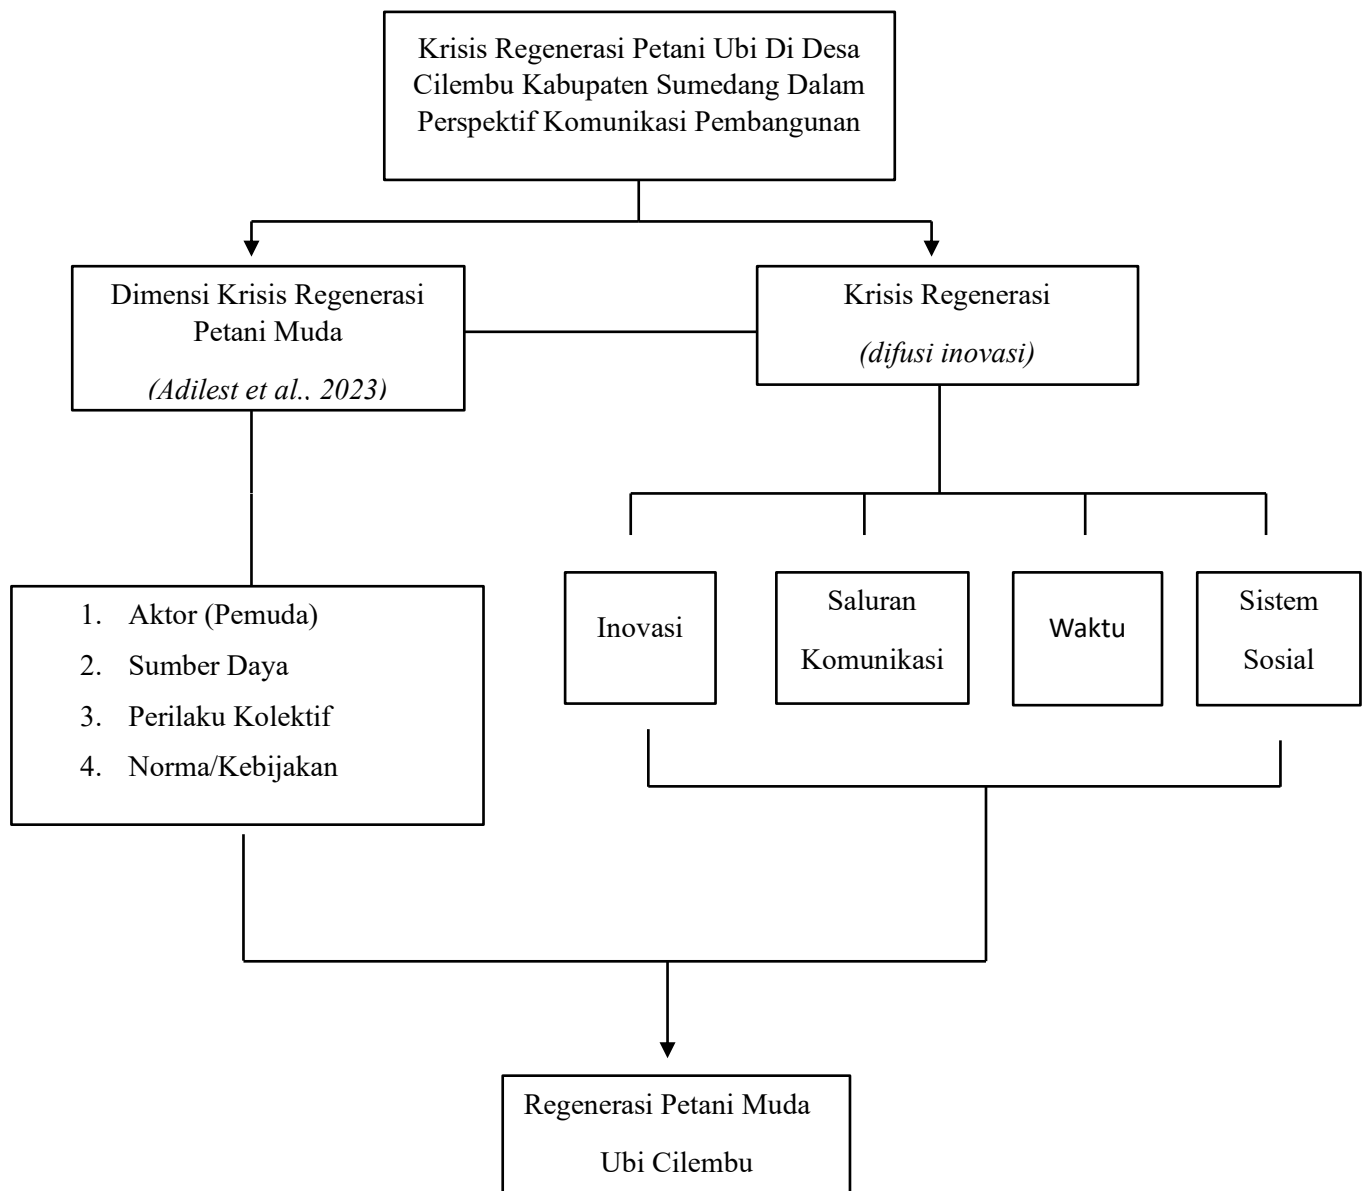 Krisis Regenerasi Petani Ubi Di Desa
Cilembu Kabupaten Sumedang Dalam
Perspektif Komunikasi Pembangunan
Dimensi Krisis Regenerasi
Petani Muda
(Adilest et al., 2023)
Krisis Regenerasi
(difusi inovasi)
1. Aktor (Pemuda)
2. Sumber Daya
3. Perilaku Kolektif
4. Norma/Kebijakan
Inovasi
Saluran
Komunikasi
Waktu
Sistem
Sosial
Regenerasi Petani Muda
Ubi Cilembu